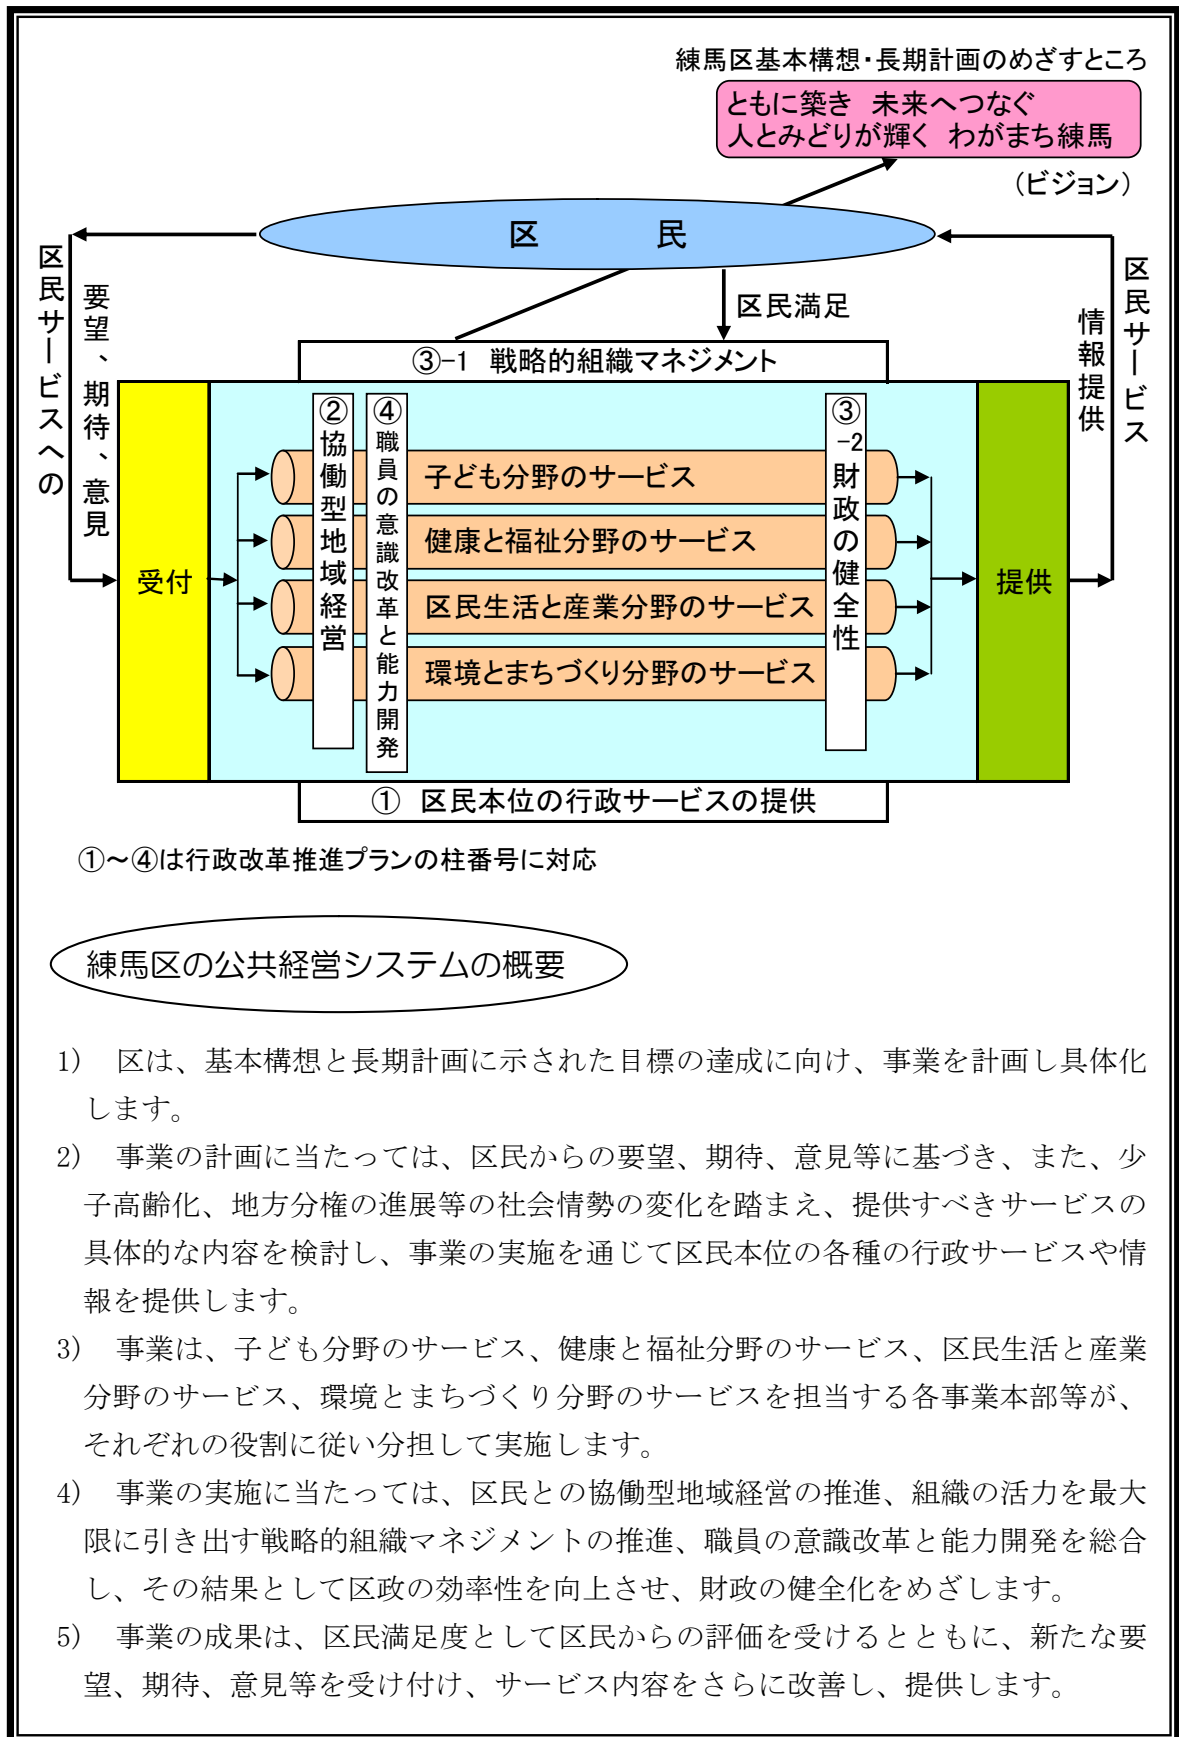 練馬区基本構想・長期計画のめざすところ
ともに築き 未来へつなぐ
人とみどりが輝く わがまち練馬
（ビジョン）
区 民
区民サービスへの
要望、期待、意見
区民満足
情報提供
区民サービス
③-1 戦略的組織マネジメント
受付
②協働型地域経営
④職員の意識改革と能力開発
③-2財政の健全性
子ども分野のサービス
健康と福祉分野のサービス
区民生活と産業分野のサービス
環境とまちづくり分野のサービス
提供
① 区民本位の行政サービスの提供
①～④は行政改革推進プランの柱番号に対応
練馬区の公共経営システムの概要
1) 区は、基本構想と長期計画に示された目標の達成に向け、事業を計画し具体化
します。
2) 事業の計画に当たっては、区民からの要望、期待、意見等に基づき、また、少
子高齢化、地方分権の進展等の社会情勢の変化を踏まえ、提供すべきサービスの
具体的な内容を検討し、事業の実施を通じて区民本位の各種の行政サービスや情
報を提供します。
3) 事業は、子ども分野のサービス、健康と福祉分野のサービス、区民生活と産業
分野のサービス、環境とまちづくり分野のサービスを担当する各事業本部等が、
それぞれの役割に従い分担して実施します。
4) 事業の実施に当たっては、区民との協働型地域経営の推進、組織の活力を最大
限に引き出す戦略的組織マネジメントの推進、職員の意識改革と能力開発を総合
し、その結果として区政の効率性を向上させ、財政の健全化をめざします。
5) 事業の成果は、区民満足度として区民からの評価を受けるとともに、新たな要
望、期待、意見等を受け付け、サービス内容をさらに改善し、提供します。